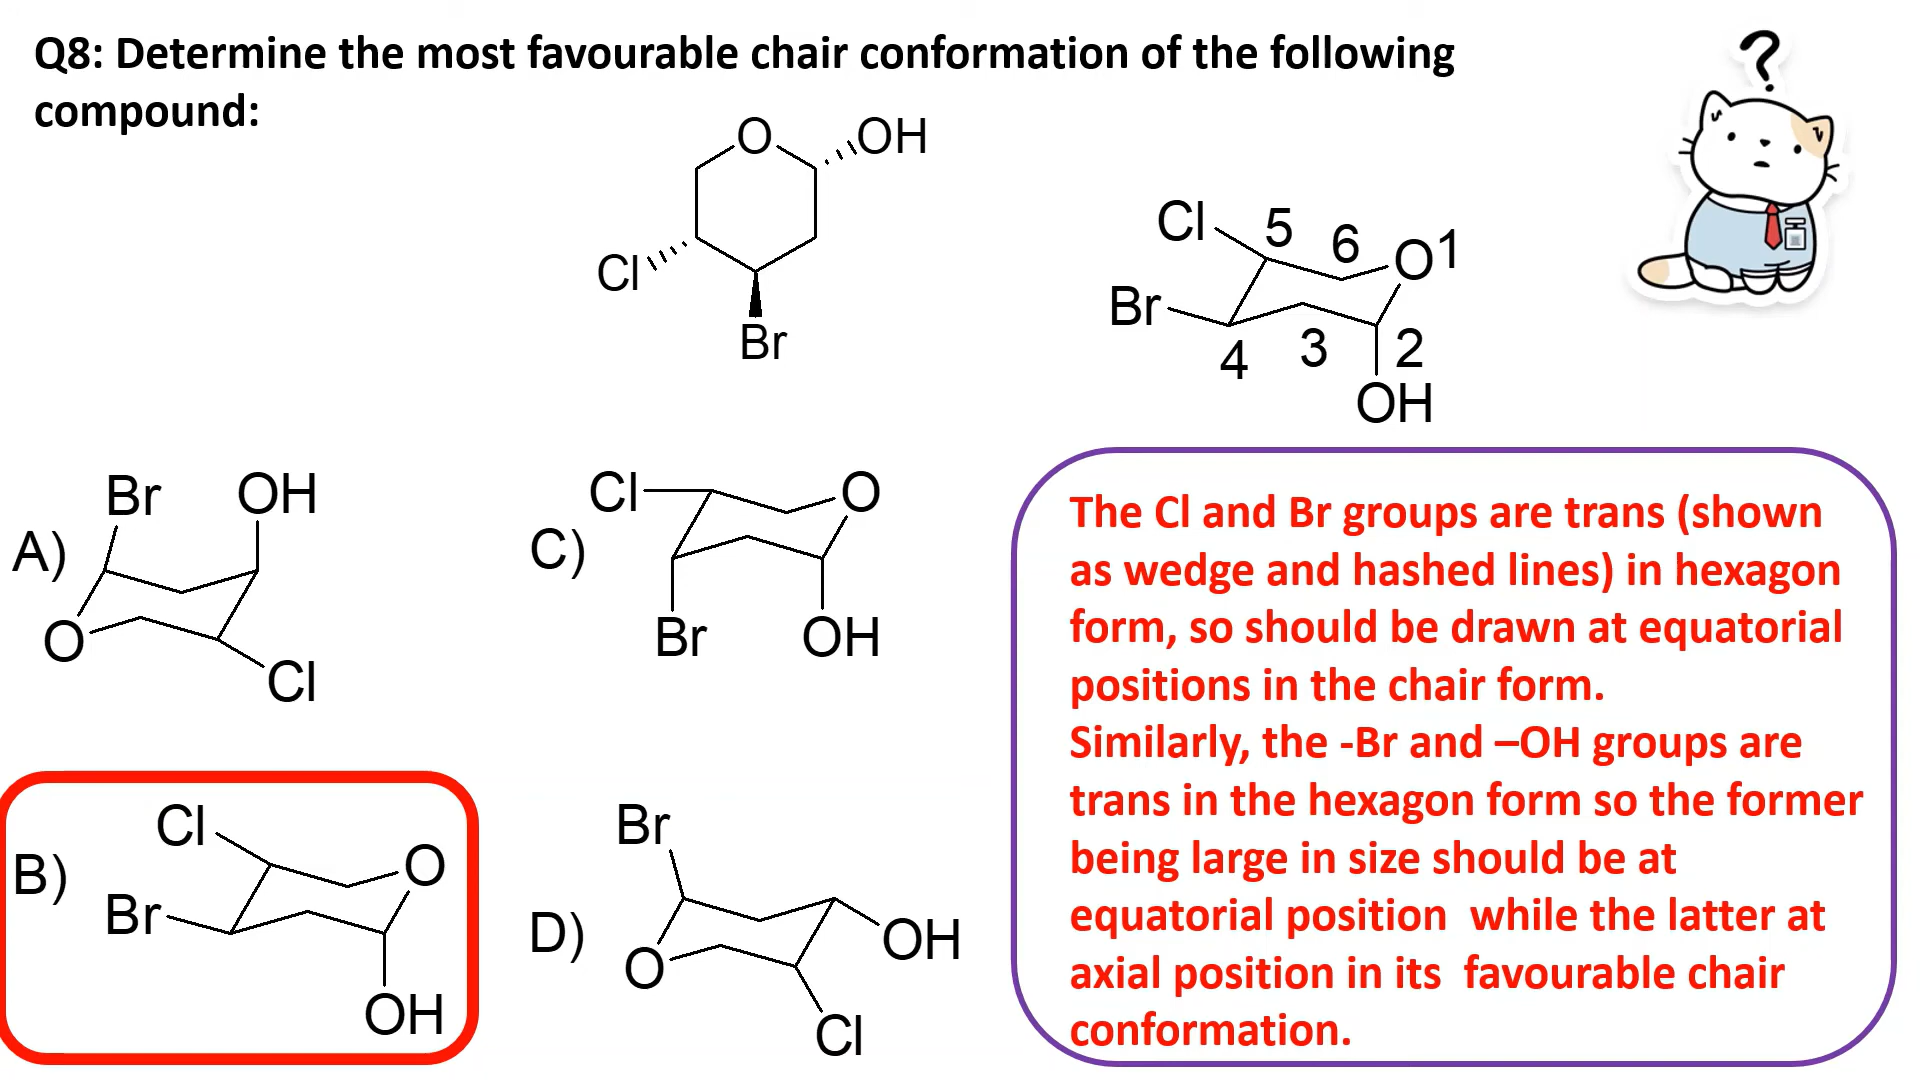 Q8: Determine the most favourable chair conformation of the following
compound:
?
O
OH
Cl
Br
Cl
5
6
O
1
Br
4
3
2
OH
A)
Br
OH
O
Cl
C)
Cl
O
Br
OH
B)
Cl
O
Br
OH
D)
Br
OH
O
Cl
The Cl and Br groups are trans (shown
as wedge and hashed lines) in hexagon
form, so should be drawn at equatorial
positions in the chair form.
Similarly, the -Br and –OH groups are
trans in the hexagon form so the former
being large in size should be at
equatorial position while the latter at
axial position in its favourable chair
conformation.